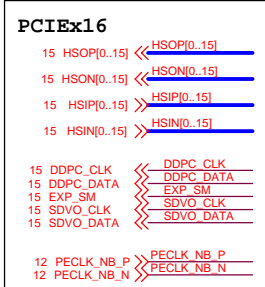 PCIEx16
15 HSOP[0..15] HSOP[0..15]
15 HSON[0..15] HSON[0..15]
15 HSIP[0..15] HSIP[0..15]
15 HSIN[0..15] HSIN[0..15]
15 DDPC_CLK DDPC_CLK
15 DDPC_DATA DDPC_DATA
15 EXP_SM EXP_SM
15 SDVO_CLK SDVO_CLK
15 SDVO_DATA SDVO_DATA
12 PECLK_NB_P PECLK_NB_P
12 PECLK_NB_N PECLK_NB_N